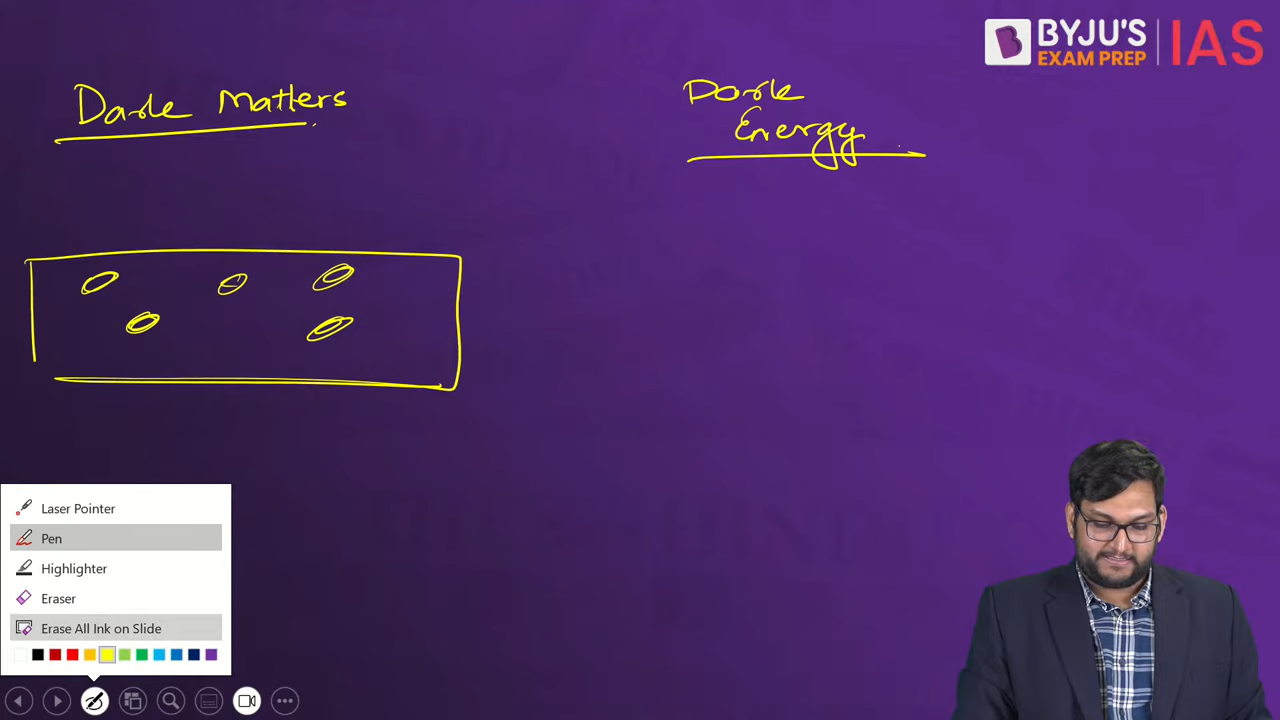 BYJU'S
EXAM PREP
IAS
Dark Matters
Dark
Energy
Laser Pointer
Pen
Highlighter
Eraser
Erase All Ink on Slide